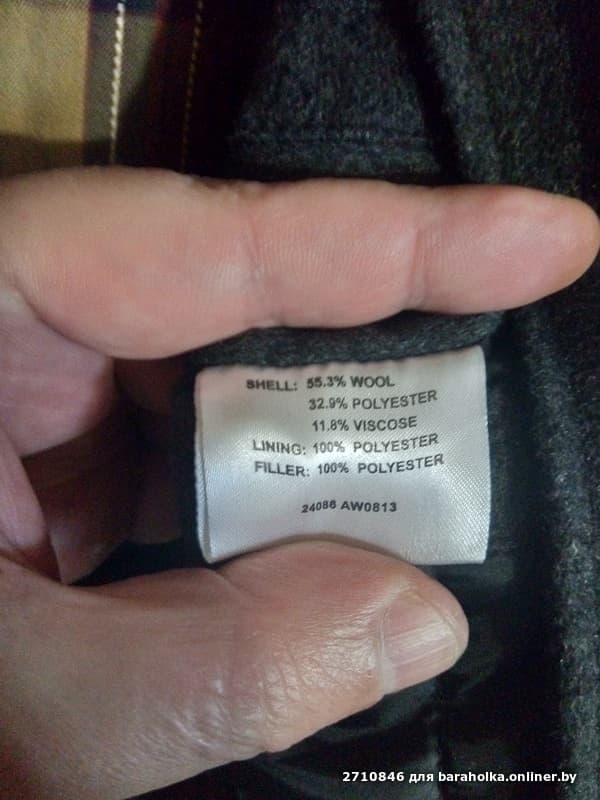 SHELL: 55.3% WOOL
32.9% POLYESTER
11.8% VISCOSE
LINING: 100% POLYESTER
FILLER: 100% POLYESTER
24086 AW0813
2710846 для baraholka.onliner.by